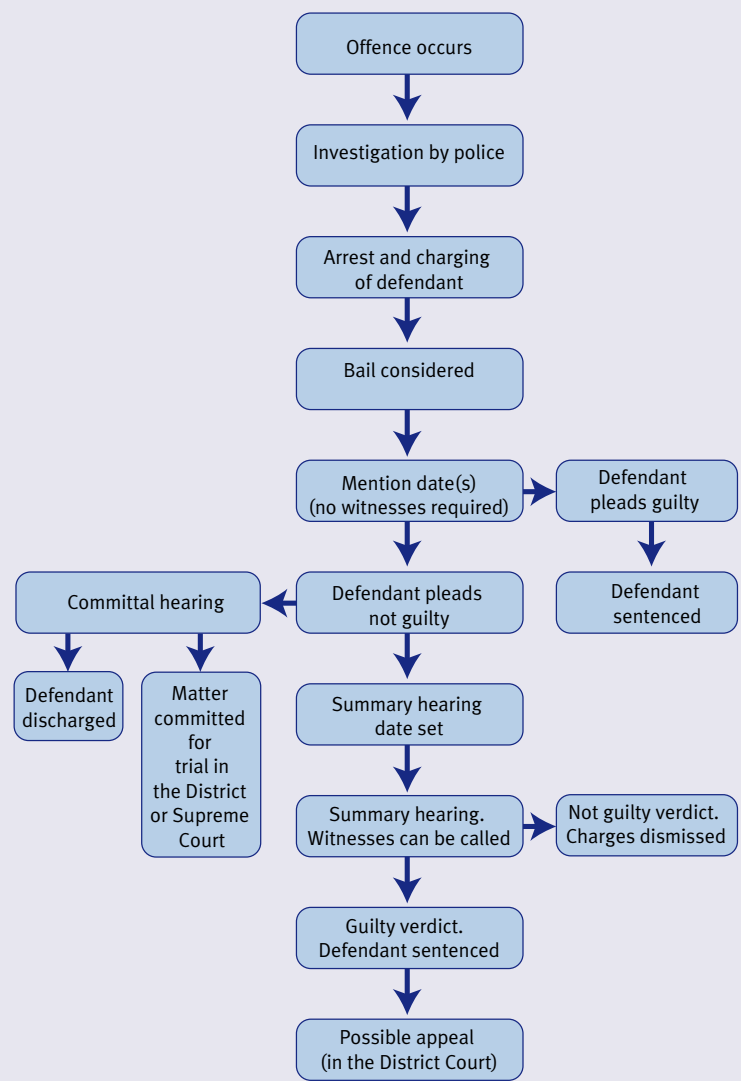 Offence occurs
Investigation by police
Arrest and charging
of defendant
Bail considered
Mention date(s)
(no witnesses required)
Defendant
pleads guilty
Defendant
sentenced
Defendant pleads
not guilty
Committal hearing
Defendant
discharged
Matter
committed
for
trial in
the District
or Supreme
Court
Summary hearing
date set
Summary hearing.
Witnesses can be called
Not guilty verdict.
Charges dismissed
Guilty verdict.
Defendant sentenced
Possible appeal
(in the District Court)